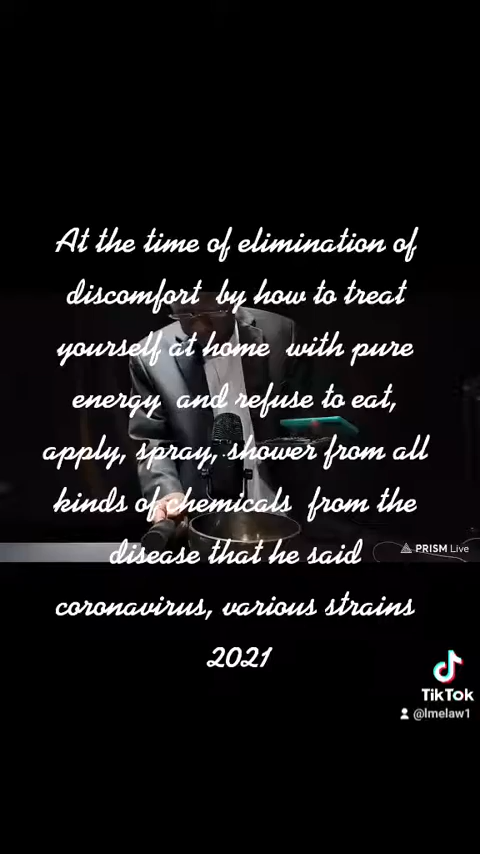 At the time of elimination of
discomfort by how to treat
yourself at home with pure
energy and refuse to eat,
apply, spray, shower from all
kinds of chemicals from the
disease that he said
coronavirus, various strains
2021
PRISM Live
TikTok
@lmelaw1